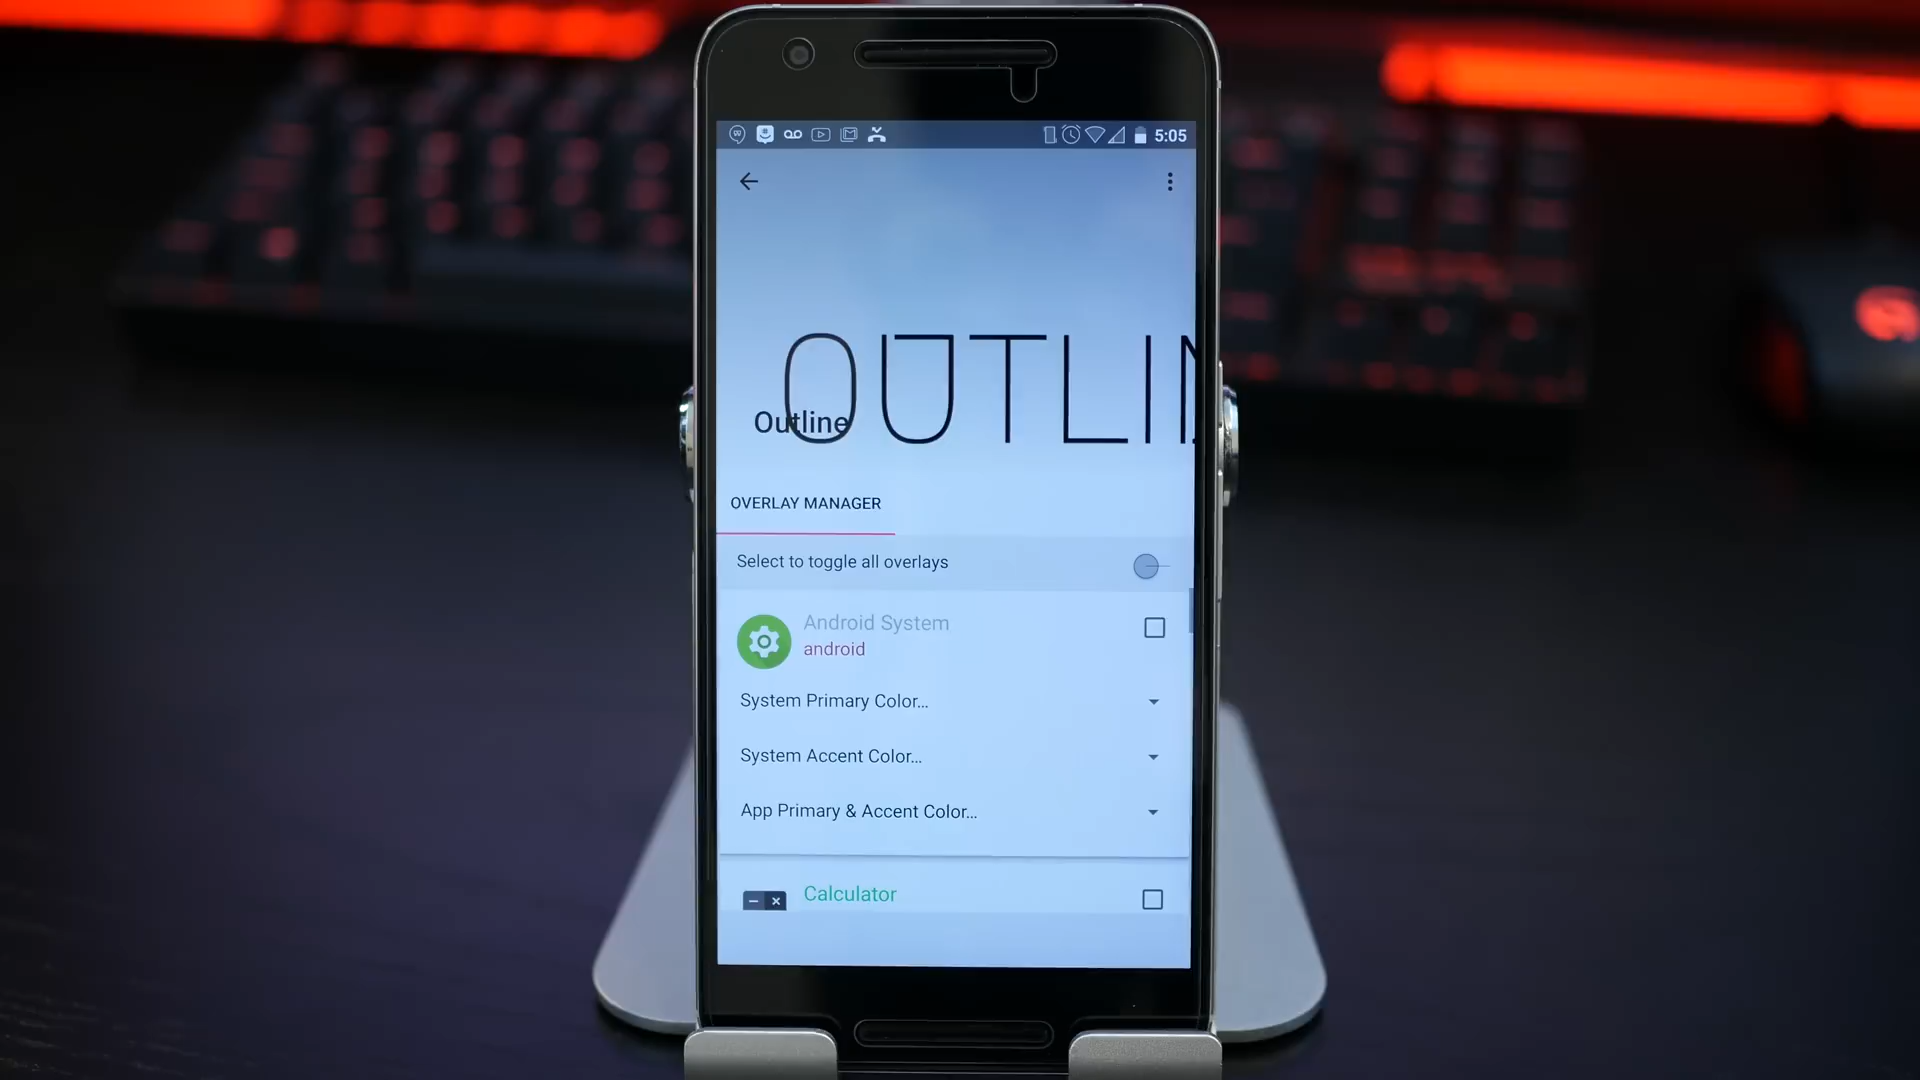 5:05
OUTLIN
Outline
OVERLAY MANAGER
Select to toggle all overlays
Android System
android
System Primary Color...
System Accent Color...
App Primary & Accent Color...
Calculator